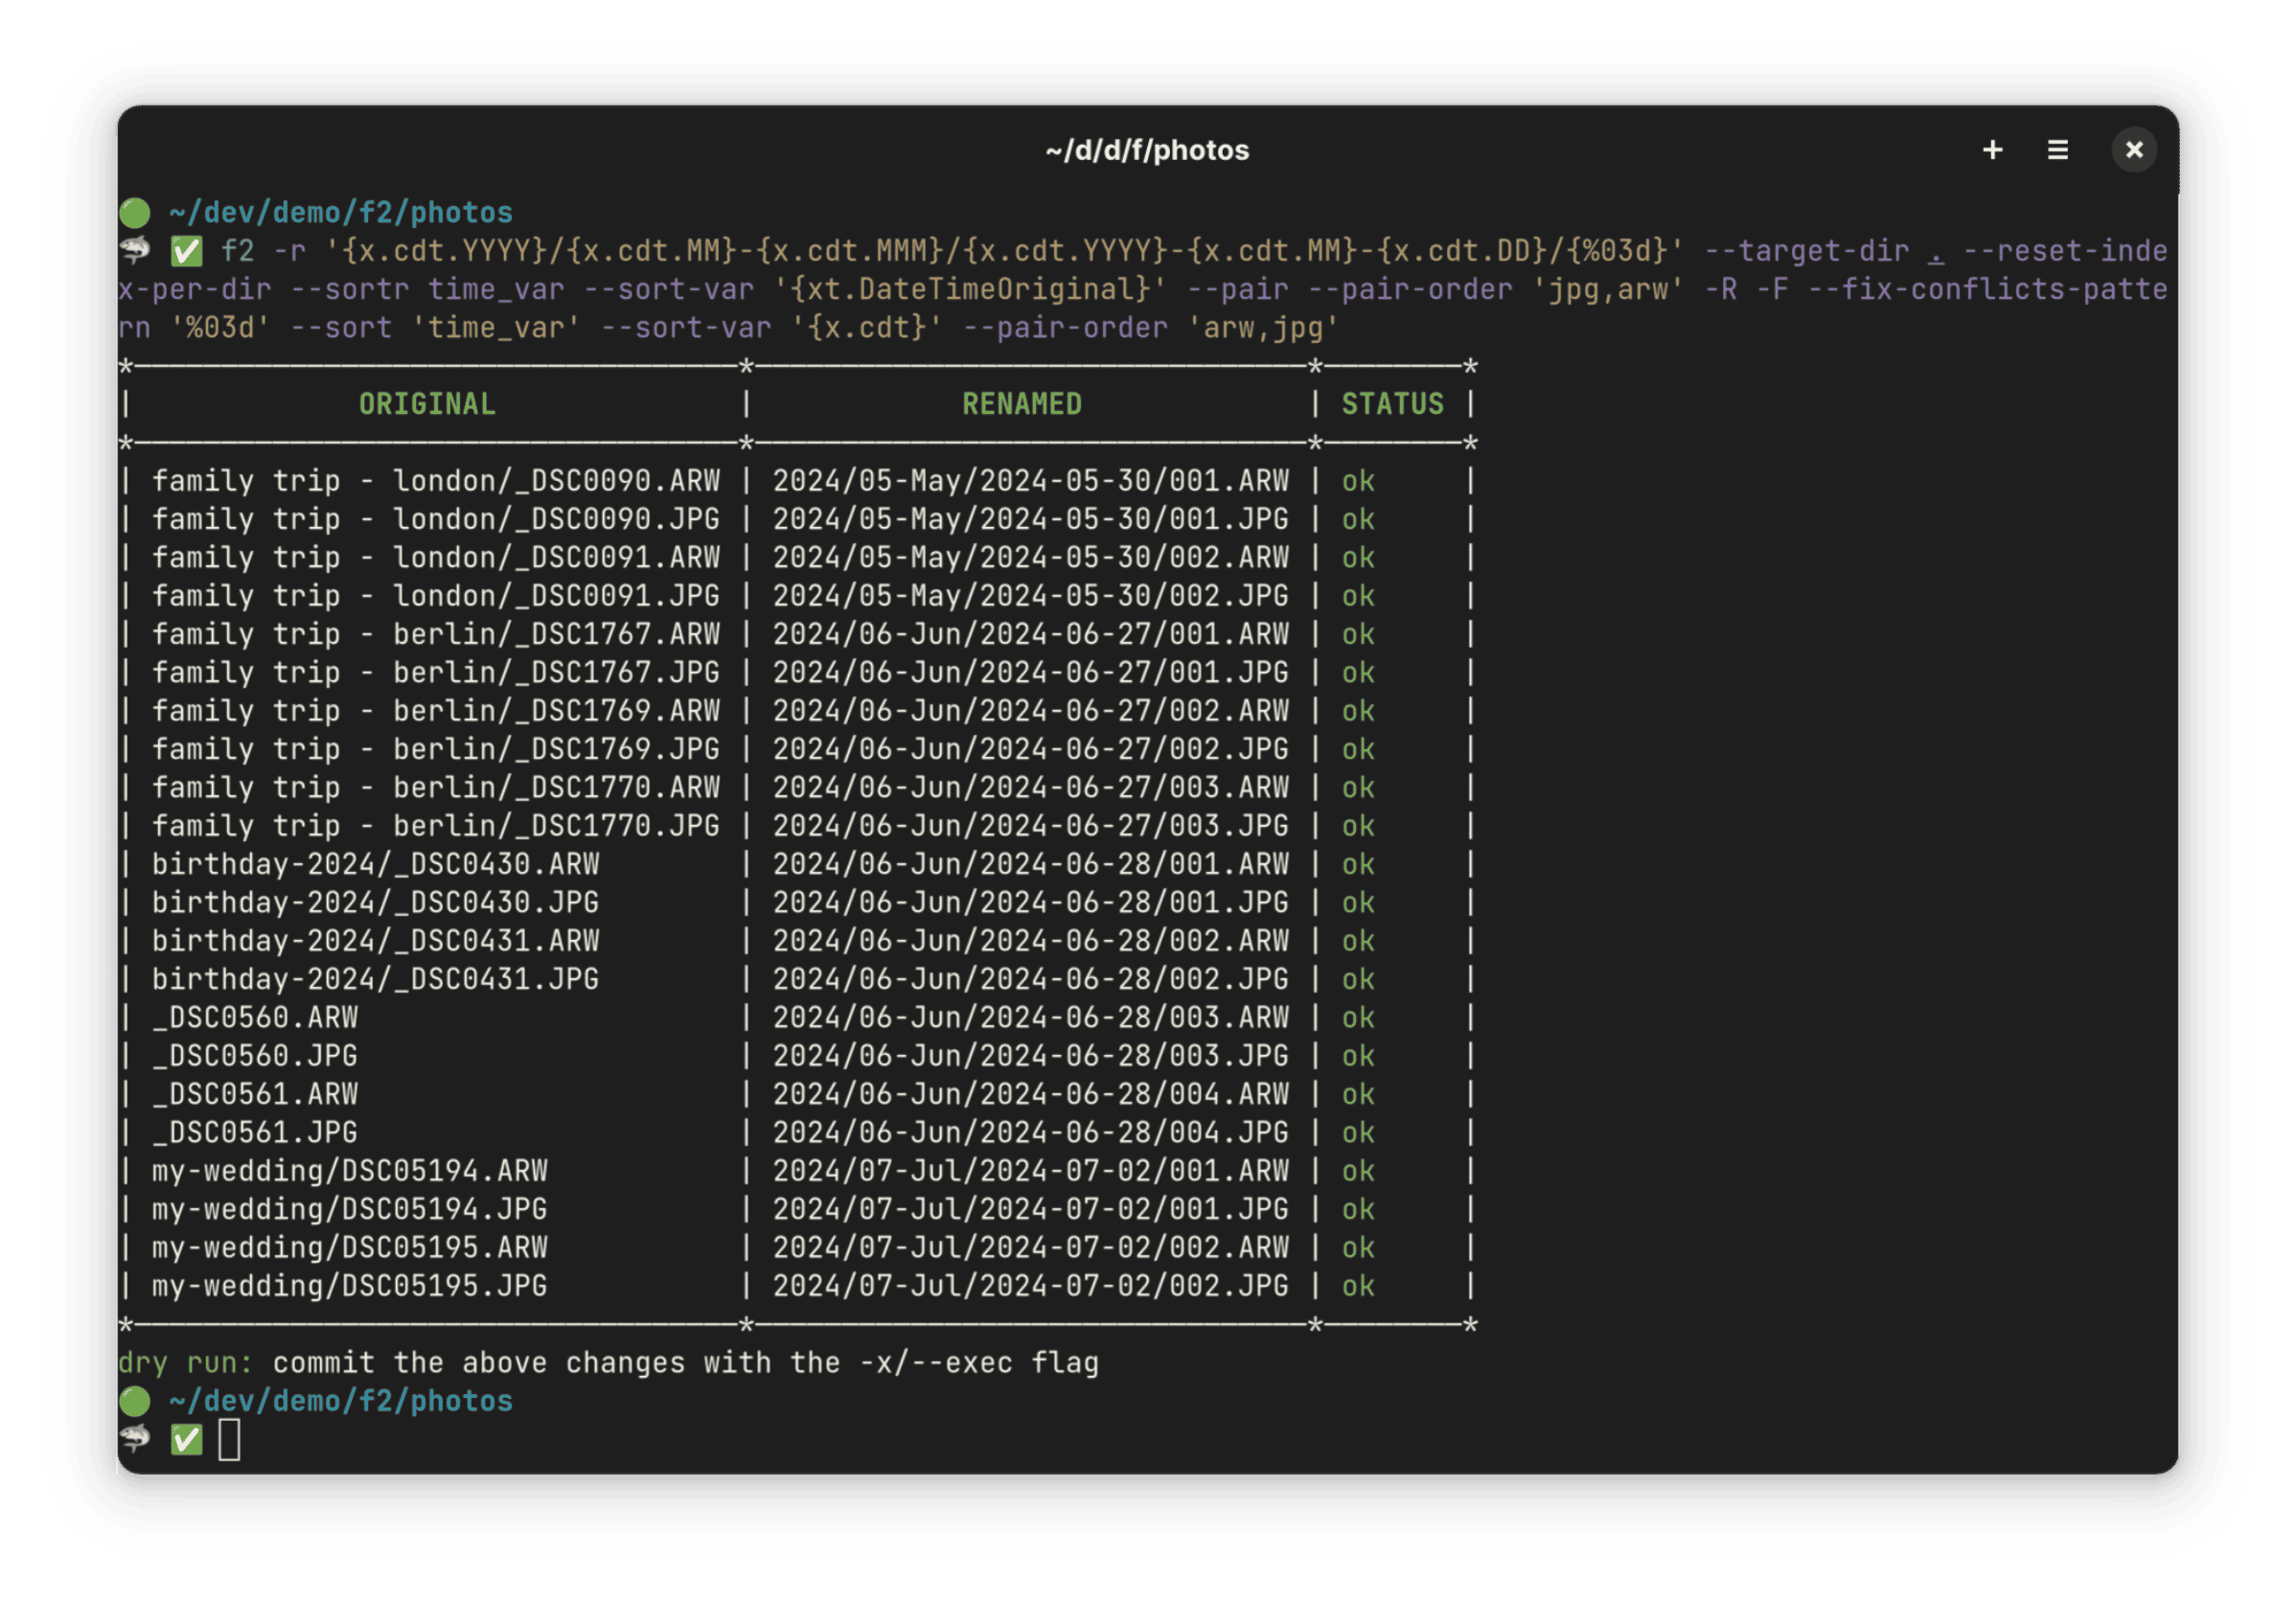 ~/d/d/f/photos
~/dev/demo/f2/photos
f2 -r '{x.cdt.YYYY}/{x.cdt.MM}-{x.cdt.MMM}/{x.cdt.YYYY}-{x.cdt.MM}-{x.cdt.DD}/{%03d}' --target-dir . --reset-inde
x-per-dir --sortr time_var --sort-var '{xt.DateTimeOriginal}' --pair --pair-order 'jpg,arw' -R -F --fix-conflicts-patte
rn '%03d' --sort 'time_var' --sort-var '{x.cdt}' --pair-order 'arw,jpg'
| ORIGINAL | RENAMED | STATUS |
| family trip - london/_DSC0090.ARW | 2024/05-May/2024-05-30/001.ARW | ok |
| family trip - london/_DSC0090.JPG | 2024/05-May/2024-05-30/001.JPG | ok |
| family trip - london/_DSC0091.ARW | 2024/05-May/2024-05-30/002.ARW | ok |
| family trip - london/_DSC0091.JPG | 2024/05-May/2024-05-30/002.JPG | ok |
| family trip - berlin/_DSC1767.ARW | 2024/06-Jun/2024-06-27/001.ARW | ok |
| family trip - berlin/_DSC1767.JPG | 2024/06-Jun/2024-06-27/001.JPG | ok |
| family trip - berlin/_DSC1769.ARW | 2024/06-Jun/2024-06-27/002.ARW | ok |
| family trip - berlin/_DSC1769.JPG | 2024/06-Jun/2024-06-27/002.JPG | ok |
| family trip - berlin/_DSC1770.ARW | 2024/06-Jun/2024-06-27/003.ARW | ok |
| family trip - berlin/_DSC1770.JPG | 2024/06-Jun/2024-06-27/003.JPG | ok |
| birthday-2024/_DSC0430.ARW | 2024/06-Jun/2024-06-28/001.ARW | ok |
| birthday-2024/_DSC0430.JPG | 2024/06-Jun/2024-06-28/001.JPG | ok |
| birthday-2024/_DSC0431.ARW | 2024/06-Jun/2024-06-28/002.ARW | ok |
| birthday-2024/_DSC0431.JPG | 2024/06-Jun/2024-06-28/002.JPG | ok |
| _DSC0560.ARW | 2024/06-Jun/2024-06-28/003.ARW | ok |
| _DSC0560.JPG | 2024/06-Jun/2024-06-28/003.JPG | ok |
| _DSC0561.ARW | 2024/06-Jun/2024-06-28/004.ARW | ok |
| _DSC0561.JPG | 2024/06-Jun/2024-06-28/004.JPG | ok |
| my-wedding/DSC05194.ARW | 2024/07-Jul/2024-07-02/001.ARW | ok |
| my-wedding/DSC05194.JPG | 2024/07-Jul/2024-07-02/001.JPG | ok |
| my-wedding/DSC05195.ARW | 2024/07-Jul/2024-07-02/002.ARW | ok |
| my-wedding/DSC05195.JPG | 2024/07-Jul/2024-07-02/002.JPG | ok |
dry run: commit the above changes with the -x/--exec flag
~/dev/demo/f2/photos